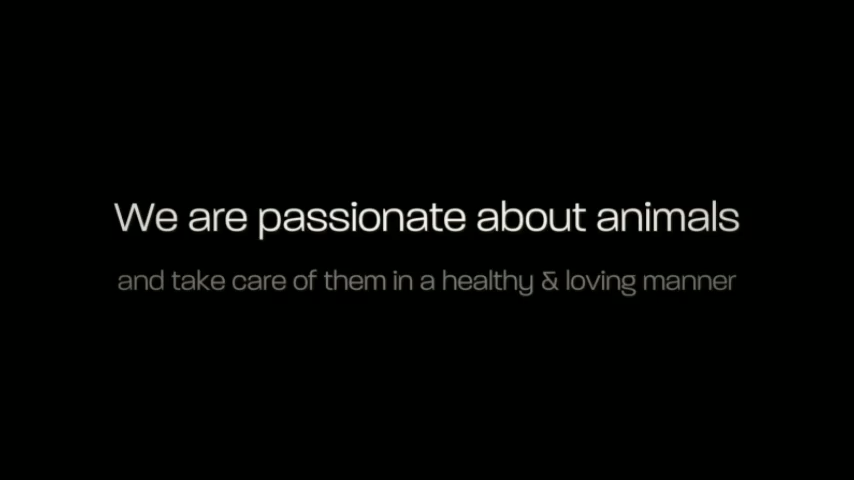 We are passionate about animals
and take care of them in a healthy & loving manner